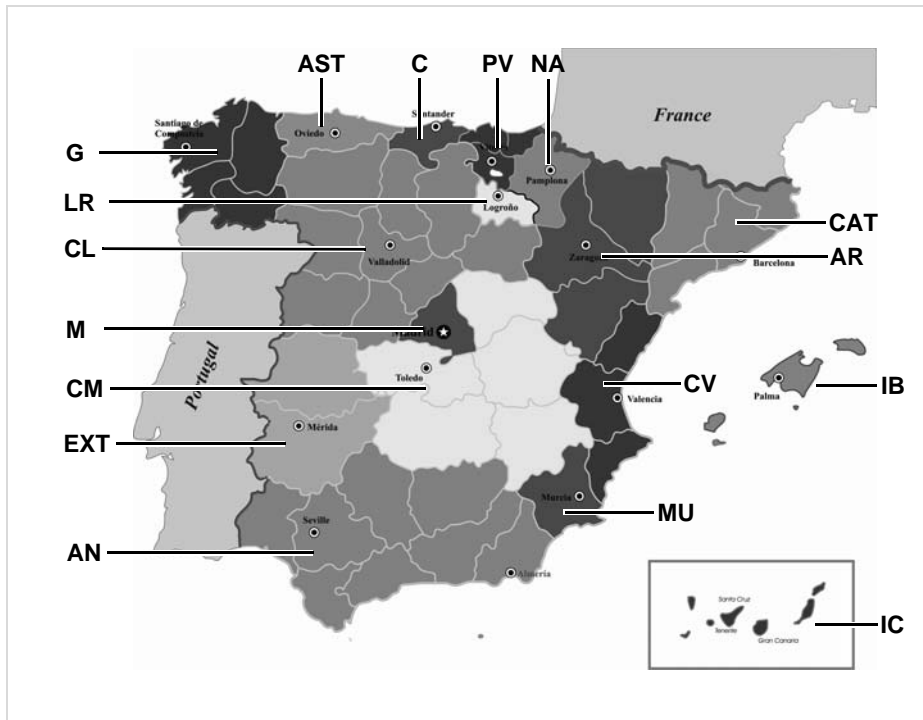 AST
C
PV
NA
Santander
France
Santiago de
Compostela
Oviedo
G
Pamplona
LR
Logroño
CAT
CL
Valladolid
Zarago
AR
Barcelona
M
Madrid
Portugal
Toledo
CM
CV
IB
Palma
Valencia
Mérida
EXT
Murcia
MU
Seville
AN
Almería
Santa Cruz
Tenerife
Gran Canaria
IC